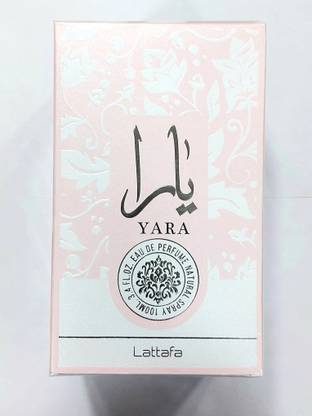 يارا
YARA
EAU DE PERFUME NATURAL SPRAY 100ML 3.4 FL.OZ.
Lattafa